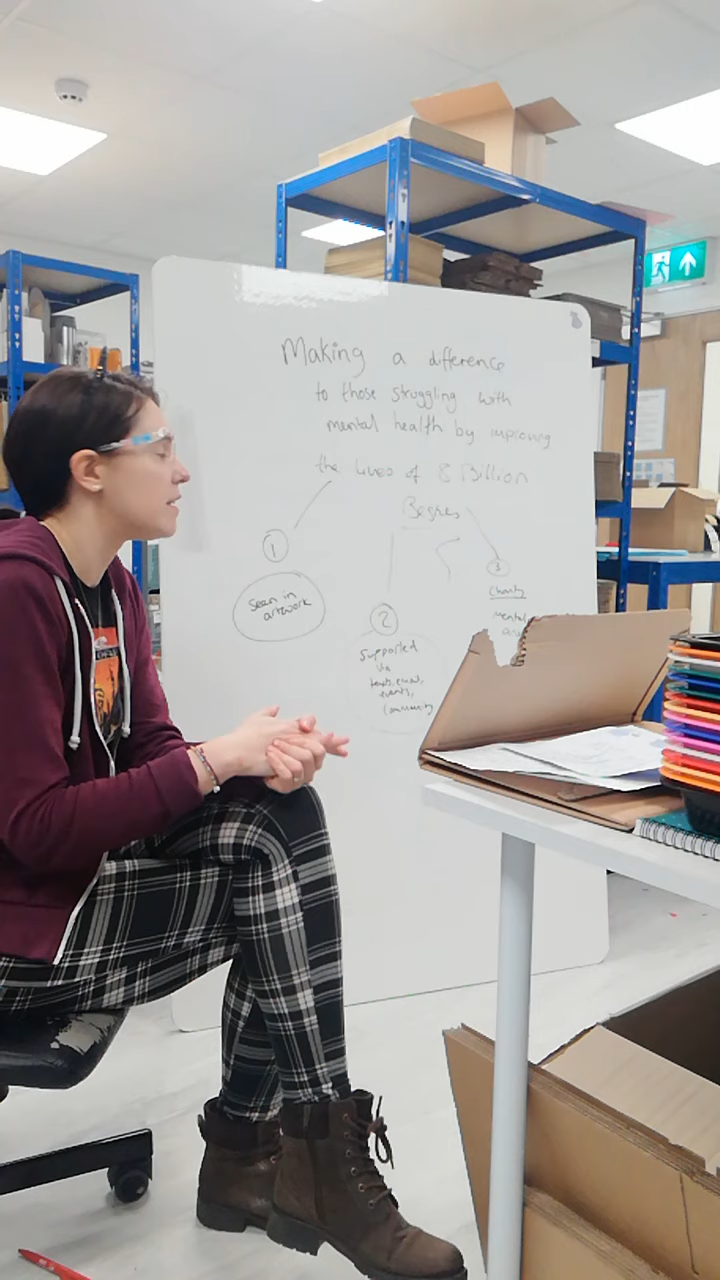 Making a difference
to those struggling with
mental health by improving
the lives of 8 Billion
1
Seen in
artwork
2
Supported
via
events,
Community
3
Charity
mental